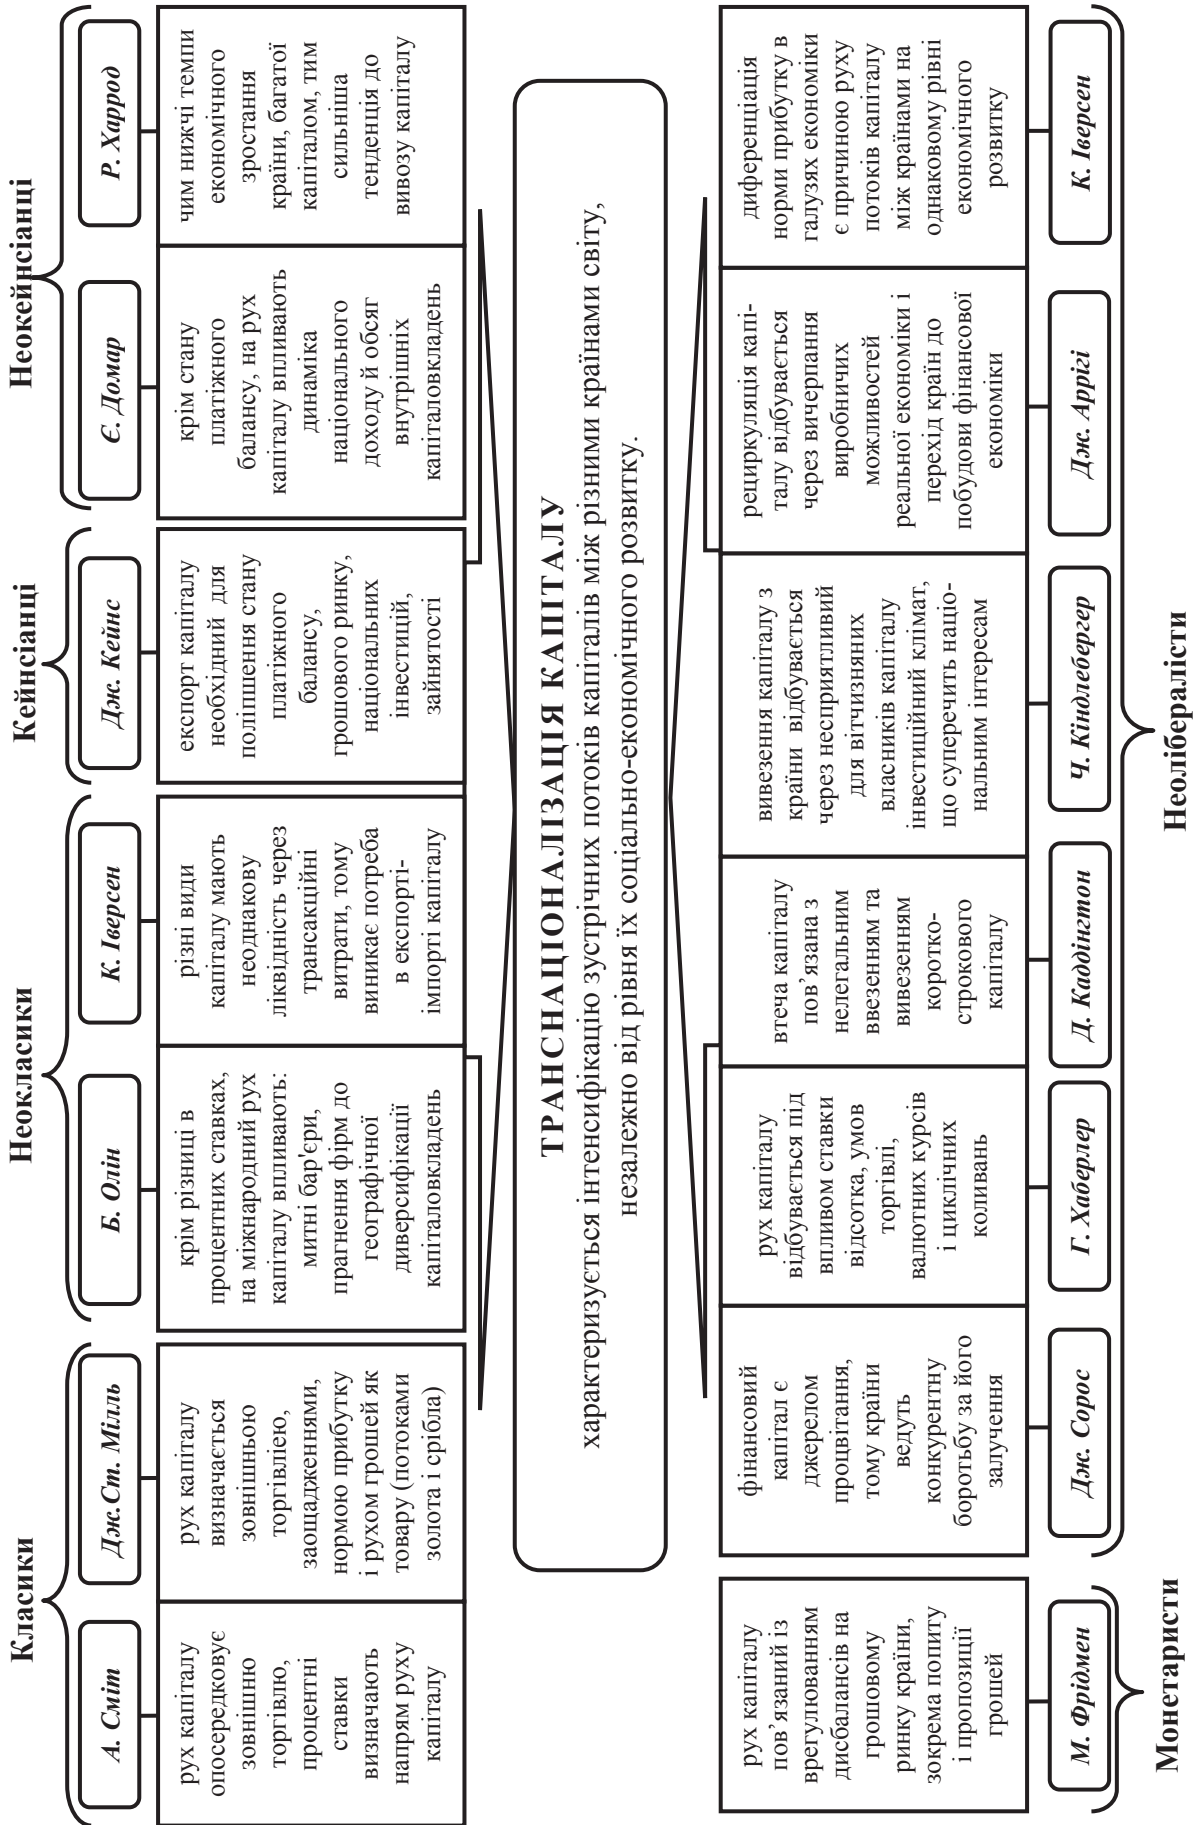 Класики
Неокласики
Кейнсіанці
Неокейнсіанці
А. Сміт
Дж.Ст. Мілль
Б. Олін
К. Іверсен
Дж. Кейнс
Є. Домар
Р. Харрод
рух капіталу
опосередковує
зовнішню
торгівлю,
процентні
ставки
визначають
напрям руху
капіталу
рух капіталу
визначається
зовнішньою
торгівлією,
заощадженнями,
нормою прибутку
і рухом грошей як
товару (потоками
золота і срібла)
крім різниці в
процентних ставках,
на міжнародний рух
капіталу впливають:
митні бар'єри,
прагнення фірм до
географічної
диверсифікації
капіталовкладень
різні види
капіталу мають
неоднакову
ліквідність через
трансакційні
витрати, тому
виникає потреба
в експорті-
імпорті капіталу
експорт капіталу
необхідний для
поліпшення стану
платіжного
балансу,
грошового ринку,
національних
інвестицій,
зайнятості
крім стану
платіжного
балансу, на рух
капіталу впливають
динаміка
національного
доходу й обсяг
внутрішніх
капіталовкладень
чим нижчі темпи
економічного
зростання
країни, багатої
капіталом, тим
сильніша
тенденція до
вивозу капіталу
ТРАНСНАЦІОНАЛІЗАЦІЯ КАПІТАЛУ
характеризується інтенсифікацію зустрічних потоків капіталів між різними країнами світу,
незалежно від рівня їх соціально-економічного розвитку.
рух капіталу
пов’язаний із
врегулюванням
дисбалансів на
грошовому
ринку країни,
зокрема попиту
і пропозиції
грошей
фінансовий
капітал є
джерелом
процвітання,
тому країни
ведуть
конкурентну
боротьбу за його
залучення
рух капіталу
відбувається під
впливом ставки
відсотка, умов
торгівлі,
валютних курсів
і циклічних
коливань
втеча капіталу
пов’язана з
нелегальним
ввезенням та
вивезенням
коротко-
строкового
капіталу
вивезення капіталу з
країни відбувається
через несприятливий
для вітчизняних
власників капіталу
інвестиційний клімат,
що суперечить націо-
нальним інтересам
рециркуляція капі-
талу відбувається
через вичерпання
виробничих
можливостей
реальної економіки і
перехід країн до
побудови фінансової
економіки
диференціація
норми прибутку в
галузях економіки
є причиною руху
потоків капіталу
між країнами на
однаковому рівні
економічного
розвитку
М. Фрідмен
Дж. Сорос
Г. Хаберлер
Д. Каддінгтон
Ч. Кіндлебергер
Дж. Аррігі
К. Іверсен
Монетаристи
Неолібералісти